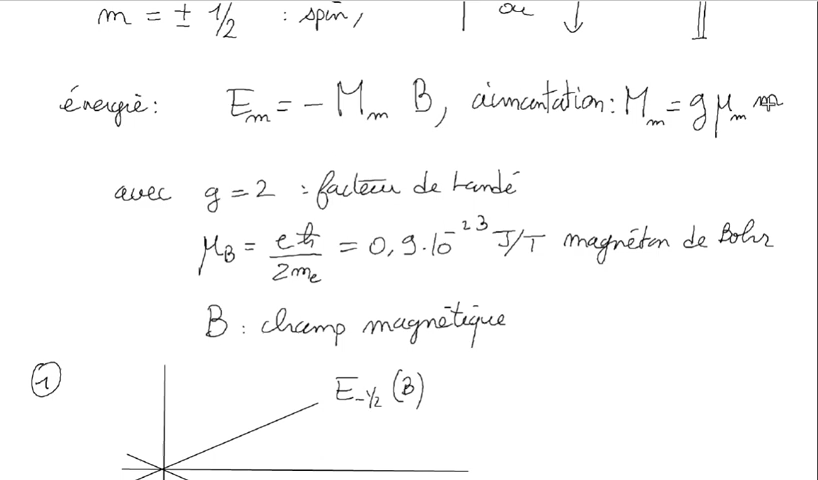 m = ± 1/2 : spin, | ou ↓
énergie: E_m = - M_m B, aimantation: M_m = g μ_m
avec g = 2 : facteur de Landé
μ_B = eℏ/2m_e = 0,9·10^-23 J/T magnéton de Bohr
B : champ magnétique
① E_-1/2 (B)